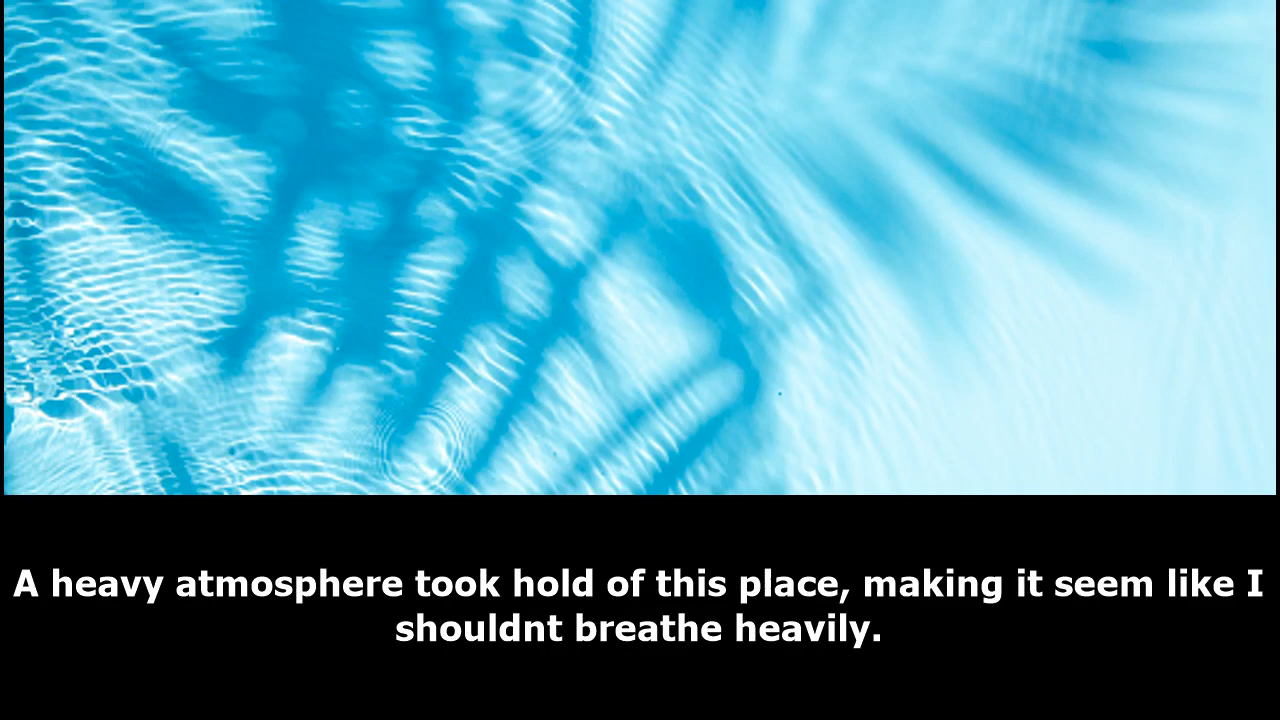 A heavy atmosphere took hold of this place, making it seem like I
shouldnt breathe heavily.